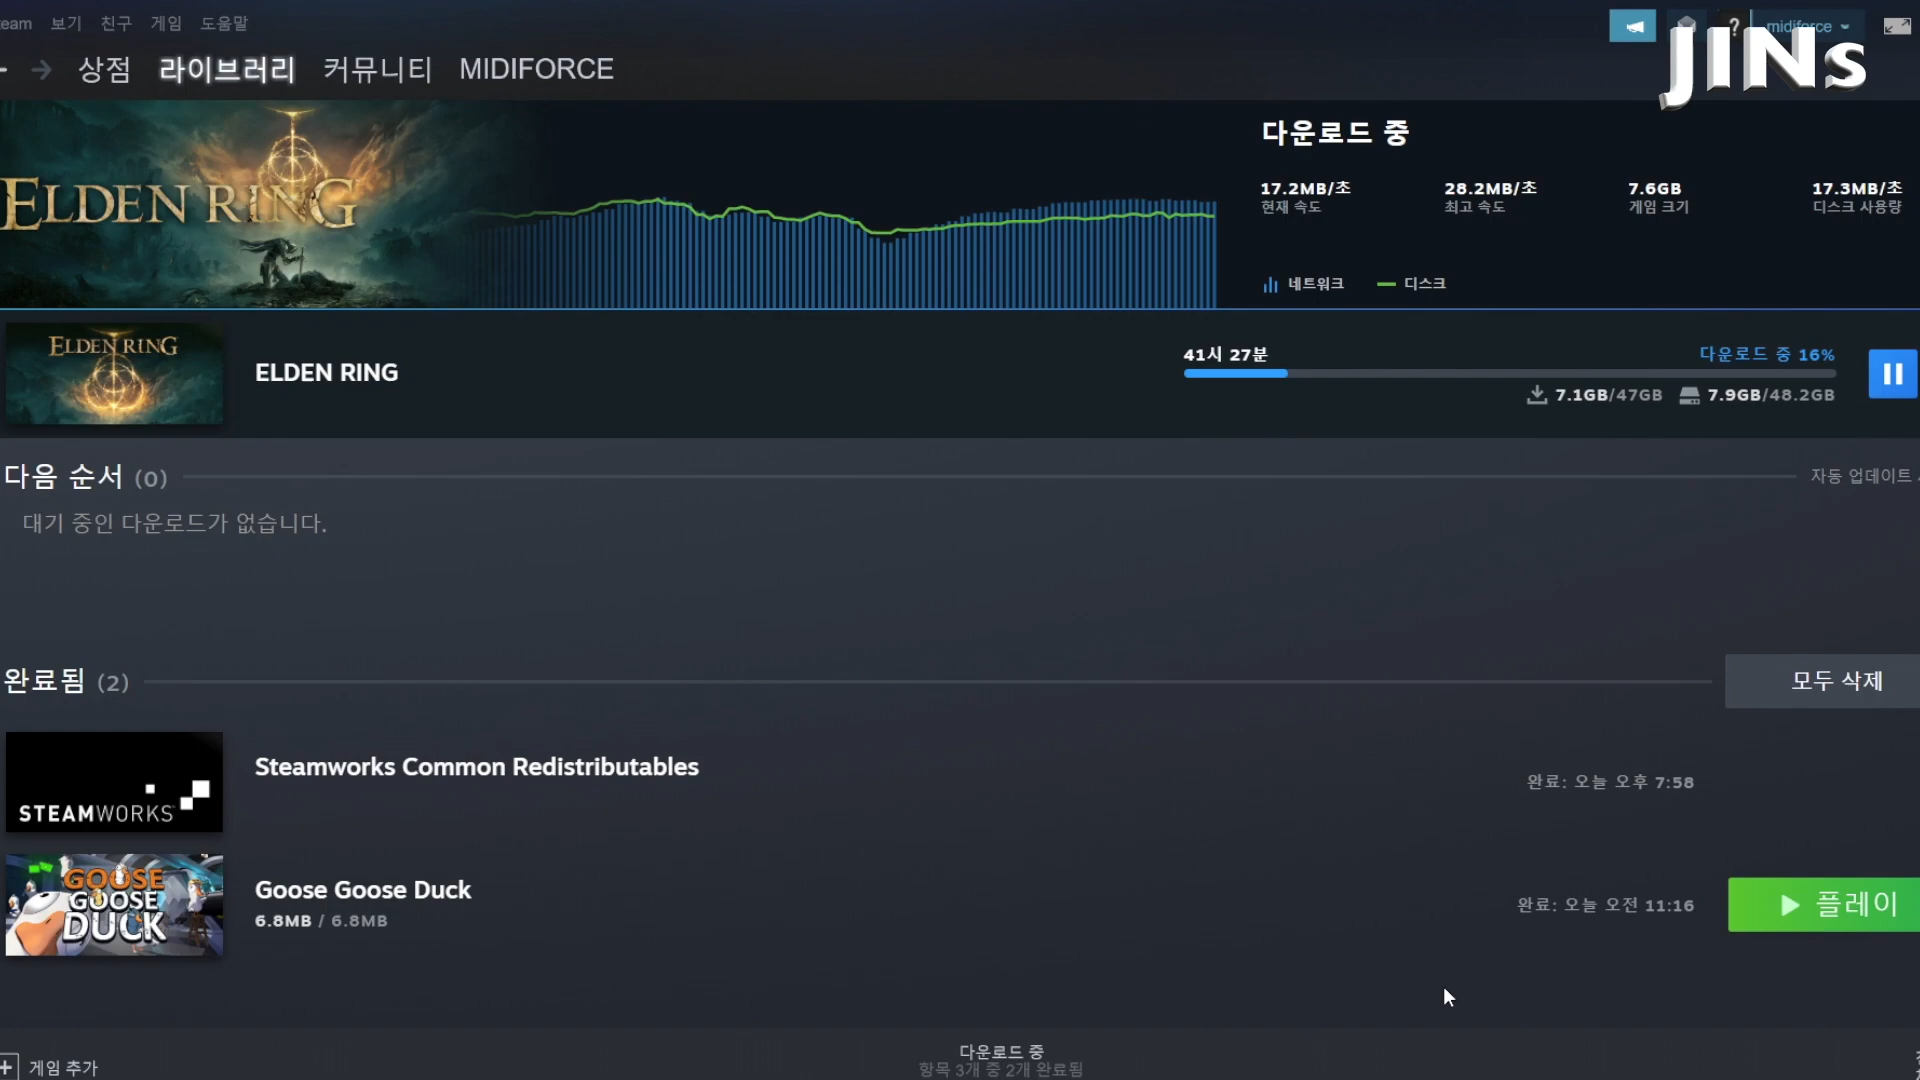 eam 보기 친구 게임 도움말
? midiforce
JINs
상점 라이브러리 커뮤니티 MIDIFORCE
ELDEN RING
다운로드 중
17.2MB/초 28.2MB/초 7.6GB 17.3MB/초
현재 속도 최고 속도 게임 크기 디스크 사용량
네트워크 디스크
ELDEN RING
ELDEN RING
41시 27분 다운로드 중 16%
7.1GB/47GB 7.9GB/48.2GB
다음 순서 (0) 자동 업데이트
대기 중인 다운로드가 없습니다.
완료됨 (2) 모두 삭제
STEAMWORKS
Steamworks Common Redistributables
완료: 오늘 오후 7:58
GOOSE
GOOSE
DUCK
Goose Goose Duck
6.8MB / 6.8MB
완료: 오늘 오전 11:16 플레이
게임 추가
다운로드 중
항목 3개 중 2개 완료됨